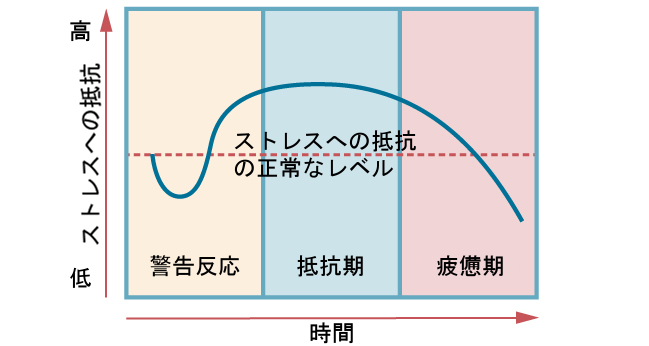 高
ストレスへの抵抗
ストレスへの抵抗
の正常なレベル
警告反応
抵抗期
疲憊期
低
時間